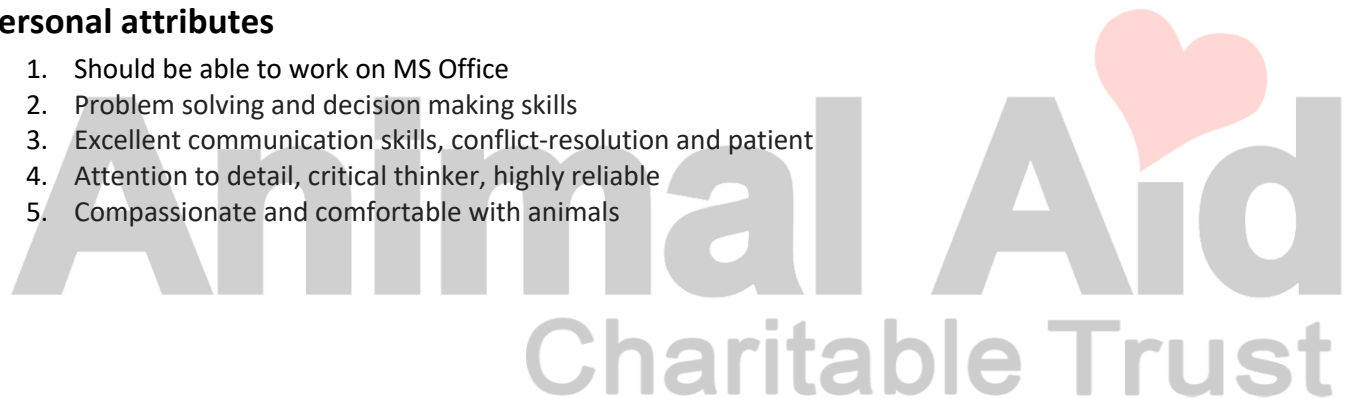 ersonal attributes
1. Should be able to work on MS Office
2. Problem solving and decision making skills
3. Excellent communication skills, conflict-resolution and patient
4. Attention to detail, critical thinker, highly reliable
5. Compassionate and comfortable with animals
Animal Aid
Charitable Trust